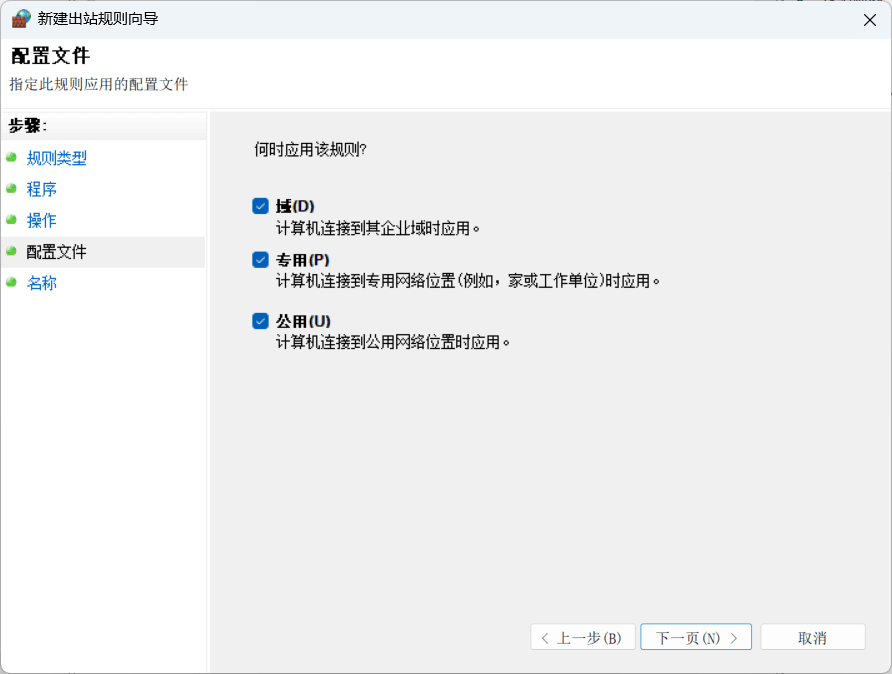 新建出站规则向导
配置文件
指定此规则应用的配置文件
步骤:
规则类型
程序
操作
配置文件
名称
何时应用该规则?
域(D)
计算机连接到其企业域时应用。
专用(P)
计算机连接到专用网络位置(例如，家或工作单位)时应用。
公用(U)
计算机连接到公用网络位置时应用。
< 上一步(B) 下一页(N) > 取消